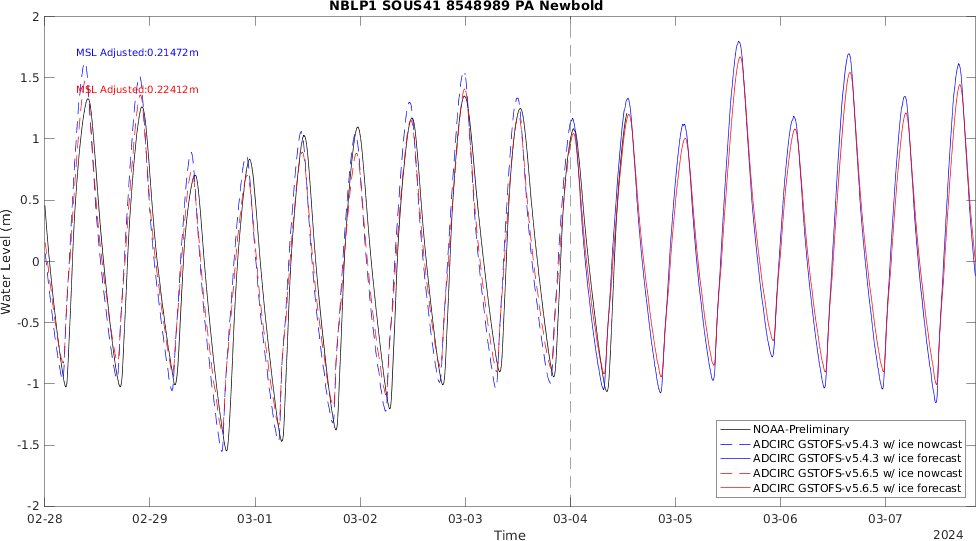 NBLP1 SOUS41 8548989 PA Newbold
2
1.5
1
0.5
0
-0.5
-1
-1.5
-2
Water Level (m)
MSL Adjusted:0.21472m
MSL Adjusted:0.22412m
NOAA-Preliminary
ADCIRC GSTOFS-v5.4.3 w/ ice nowcast
ADCIRC GSTOFS-v5.4.3 w/ ice forecast
ADCIRC GSTOFS-v5.6.5 w/ ice nowcast
ADCIRC GSTOFS-v5.6.5 w/ ice forecast
02-28 02-29 03-01 03-02 03-03 03-04 03-05 03-06 03-07
Time
2024